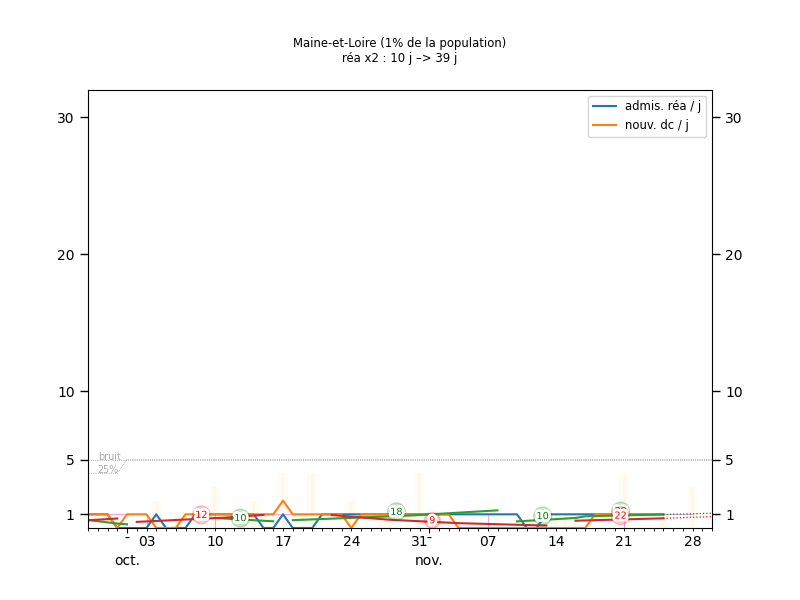 Maine-et-Loire (1% de la population)
réa x2 : 10 j –> 39 j
admis. réa / j
nouv. dc / j
30
30
20
20
10
10
bruit
25%
5
5
1
1
12
10
18
9
10
22
- 03 10 17 24 31 07 14 21 28
oct. nov.